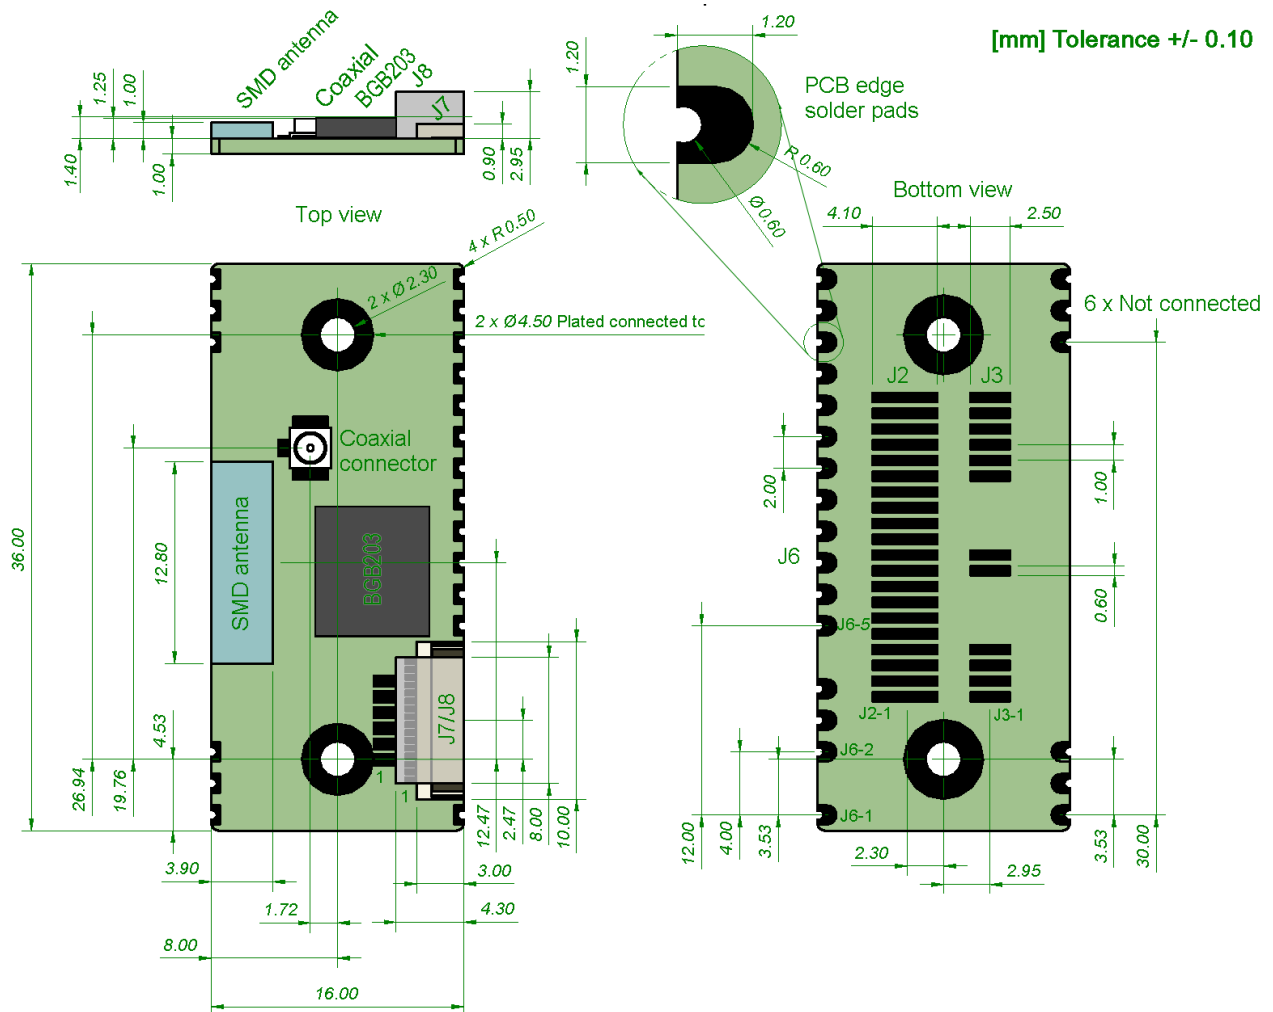 [mm] Tolerance +/- 0.10
SMD antenna
Coaxial
BGB203
J8
J7
1.25
1.00
1.40
1.00
0.90
2.95
1.20
1.20
PCB edge
solder pads
R 0.60
Ø 0.60
Top view
4 x R 0.50
2 x Ø 2.30
2 x Ø4.50 Plated connected to
Coaxial
connector
SMD antenna
BGB203
J7/J8
1
1
36.00
12.80
4.53
26.94
19.76
12.47
2.47
8.00
10.00
3.90
3.00
1.72
4.30
8.00
16.00
Bottom view
4.10
2.50
6 x Not connected
J2
J3
2.00
1.00
J6
0.60
J6-5
J2-1
J3-1
J6-2
J6-1
12.00
4.00
3.53
3.53
30.00
2.30
2.95